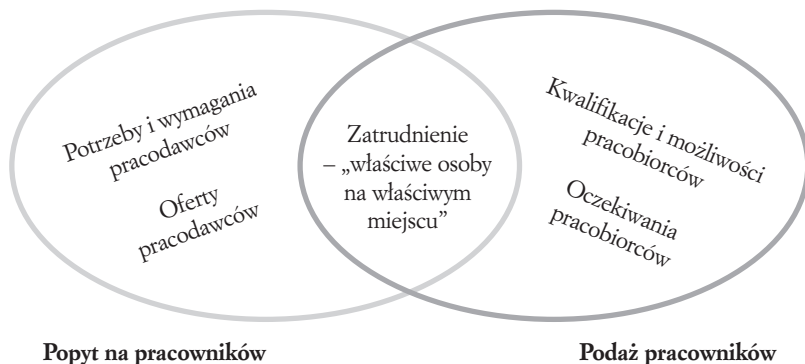 Potrzeby i wymagania
pracodawców
Oferty
pracodawców
Zatrudnienie
– „właściwe osoby
na właściwym
miejscu”
Kwalifikacje i możliwości
pracobiorców
Oczekiwania
pracobiorców
Popyt na pracowników
Podaż pracowników